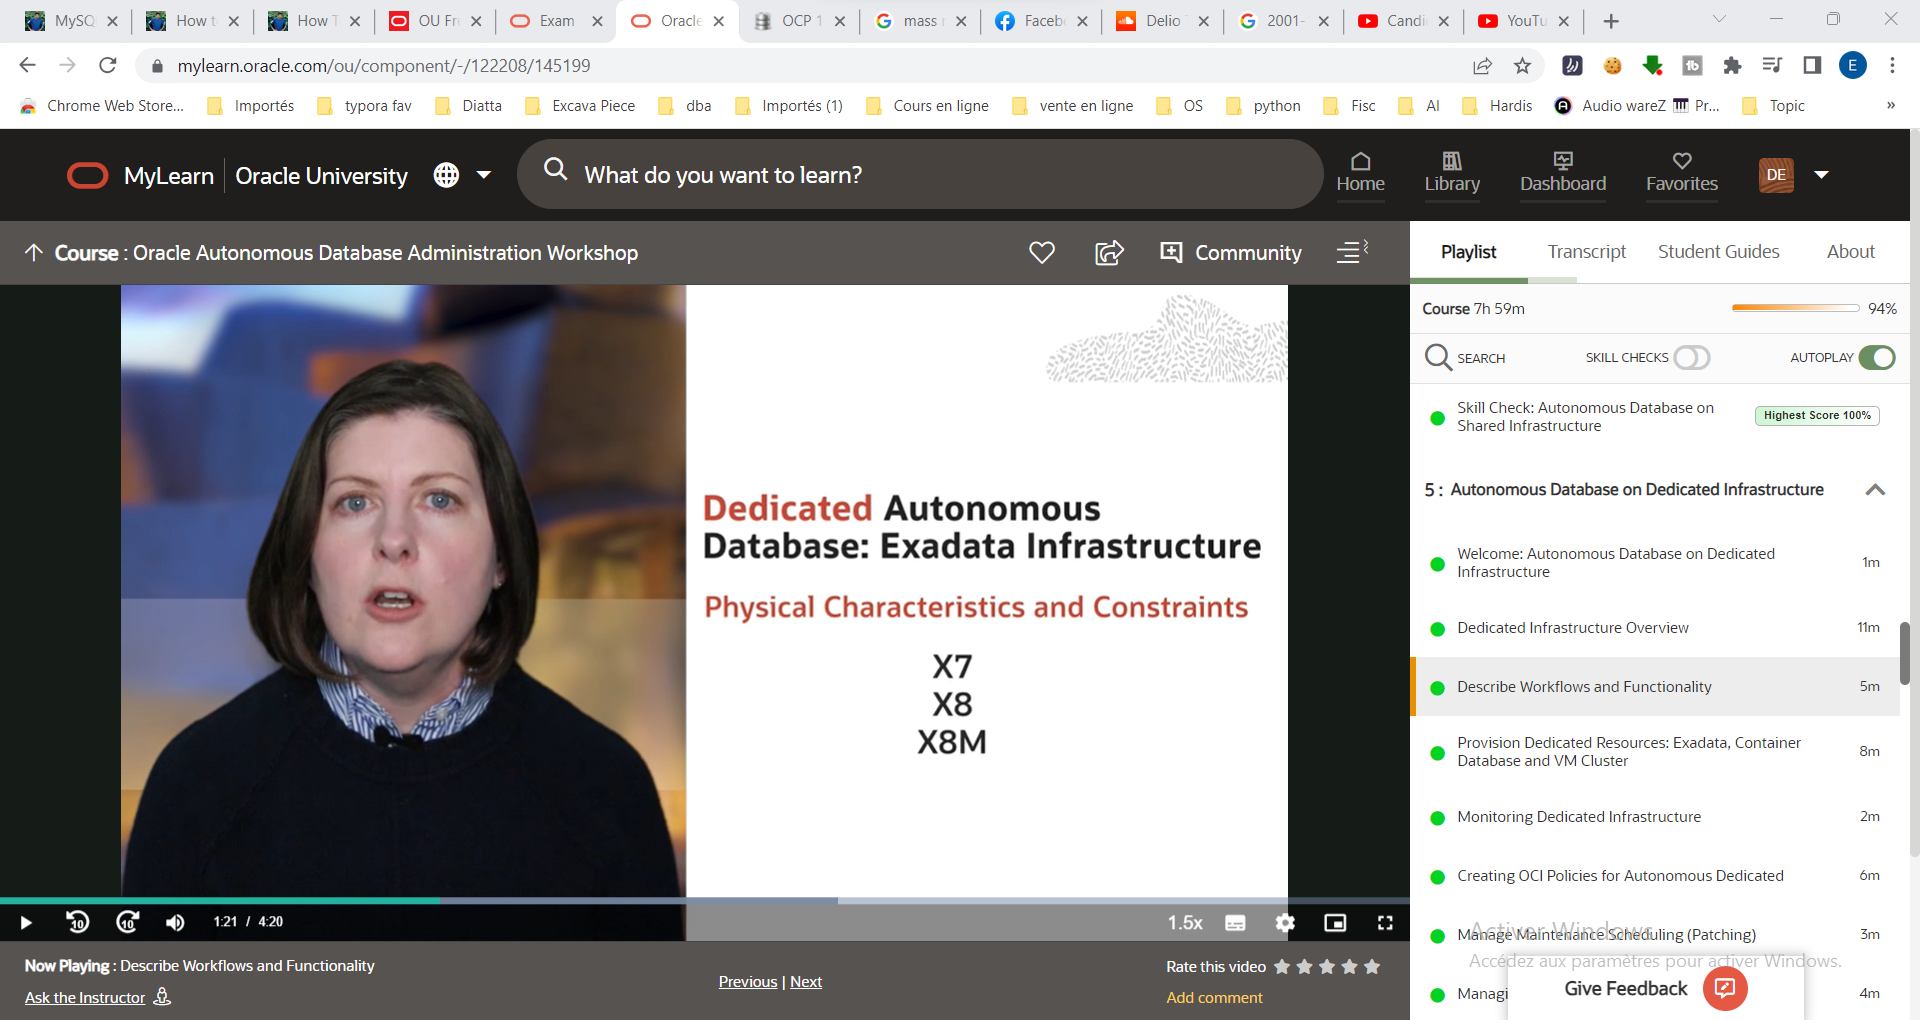 MySQ
How t
How T
OU Fr
Exam
Oracle
OCP 1
mass
Faceb
Delio
2001-
Candi
YouTu
mylearn.oracle.com/ou/component/-/122208/145199
E
Chrome Web Store...
Importés
typora fav
Diatta
Excava Piece
dba
Importés (1)
Cours en ligne
vente en ligne
OS
python
Fisc
AI
Hardis
Audio wareZ
Pr...
Topic
»
MyLearn
Oracle University
What do you want to learn?
Home
Library
Dashboard
Favorites
DE
Course : Oracle Autonomous Database Administration Workshop
Community
Playlist
Transcript
Student Guides
About
Course 7h 59m
94%
SEARCH
SKILL CHECKS
AUTOPLAY
Skill Check: Autonomous Database on
Shared Infrastructure
Highest Score 100%
5 : Autonomous Database on Dedicated Infrastructure
Welcome: Autonomous Database on Dedicated
Infrastructure
1m
Dedicated Infrastructure Overview
11m
Describe Workflows and Functionality
5m
Provision Dedicated Resources: Exadata, Container
Database and VM Cluster
8m
Monitoring Dedicated Infrastructure
2m
Creating OCI Policies for Autonomous Dedicated
6m
Manage Maintenance Scheduling (Patching)
3m
Managi
4m
Activer Windows
Accédez aux paramètres pour activer Windows.
Give Feedback
Dedicated Autonomous
Database: Exadata Infrastructure
Physical Characteristics and Constraints
X7
X8
X8M
10
10
1:21 / 4:20
1.5x
Now Playing : Describe Workflows and Functionality
Ask the Instructor
Previous | Next
Rate this video
Add comment